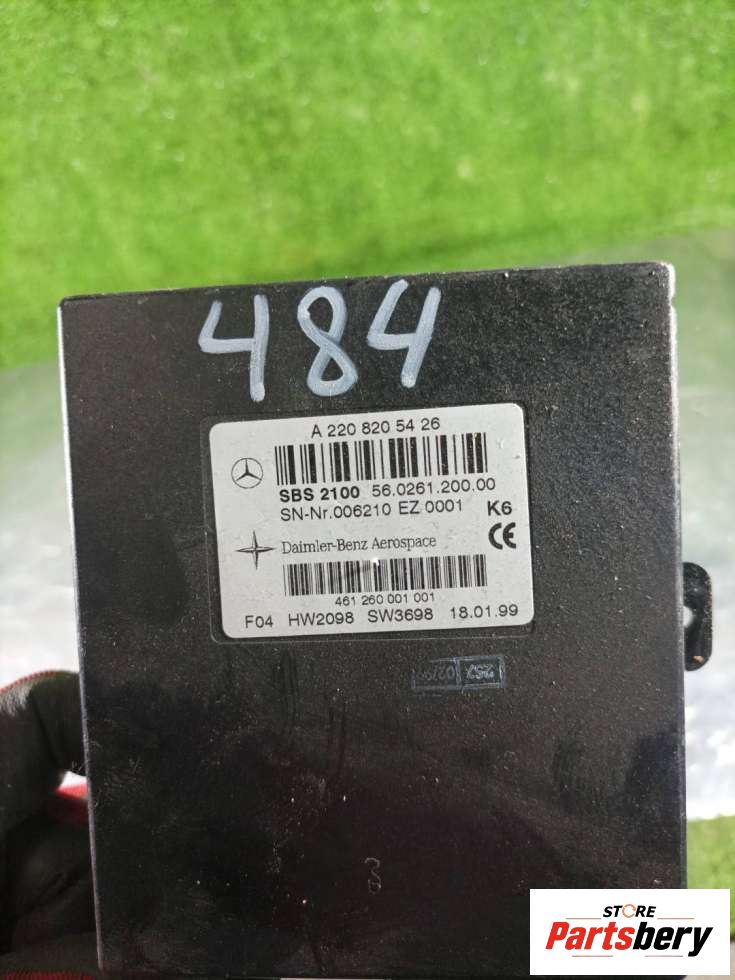 484
A 220 820 54 26
SBS 2100 56.0261.200.00
SN-Nr.006210 EZ 0001 K6
CE
Daimler-Benz Aerospace
461 260 001 001
F04 HW2098 SW3698 18.01.99
STORE
Partsbery